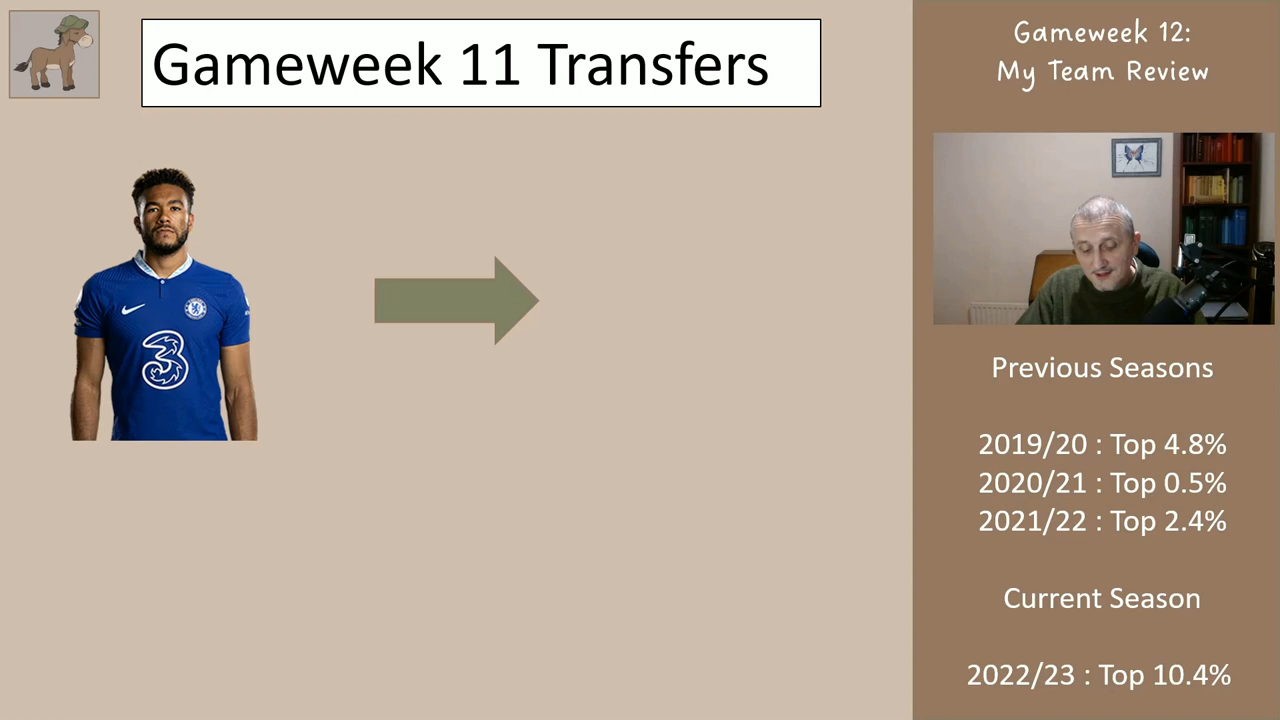 Gameweek 11 Transfers
3
Gameweek 12:
My Team Review
Previous Seasons
2019/20 : Top 4.8%
2020/21 : Top 0.5%
2021/22 : Top 2.4%
Current Season
2022/23 : Top 10.4%